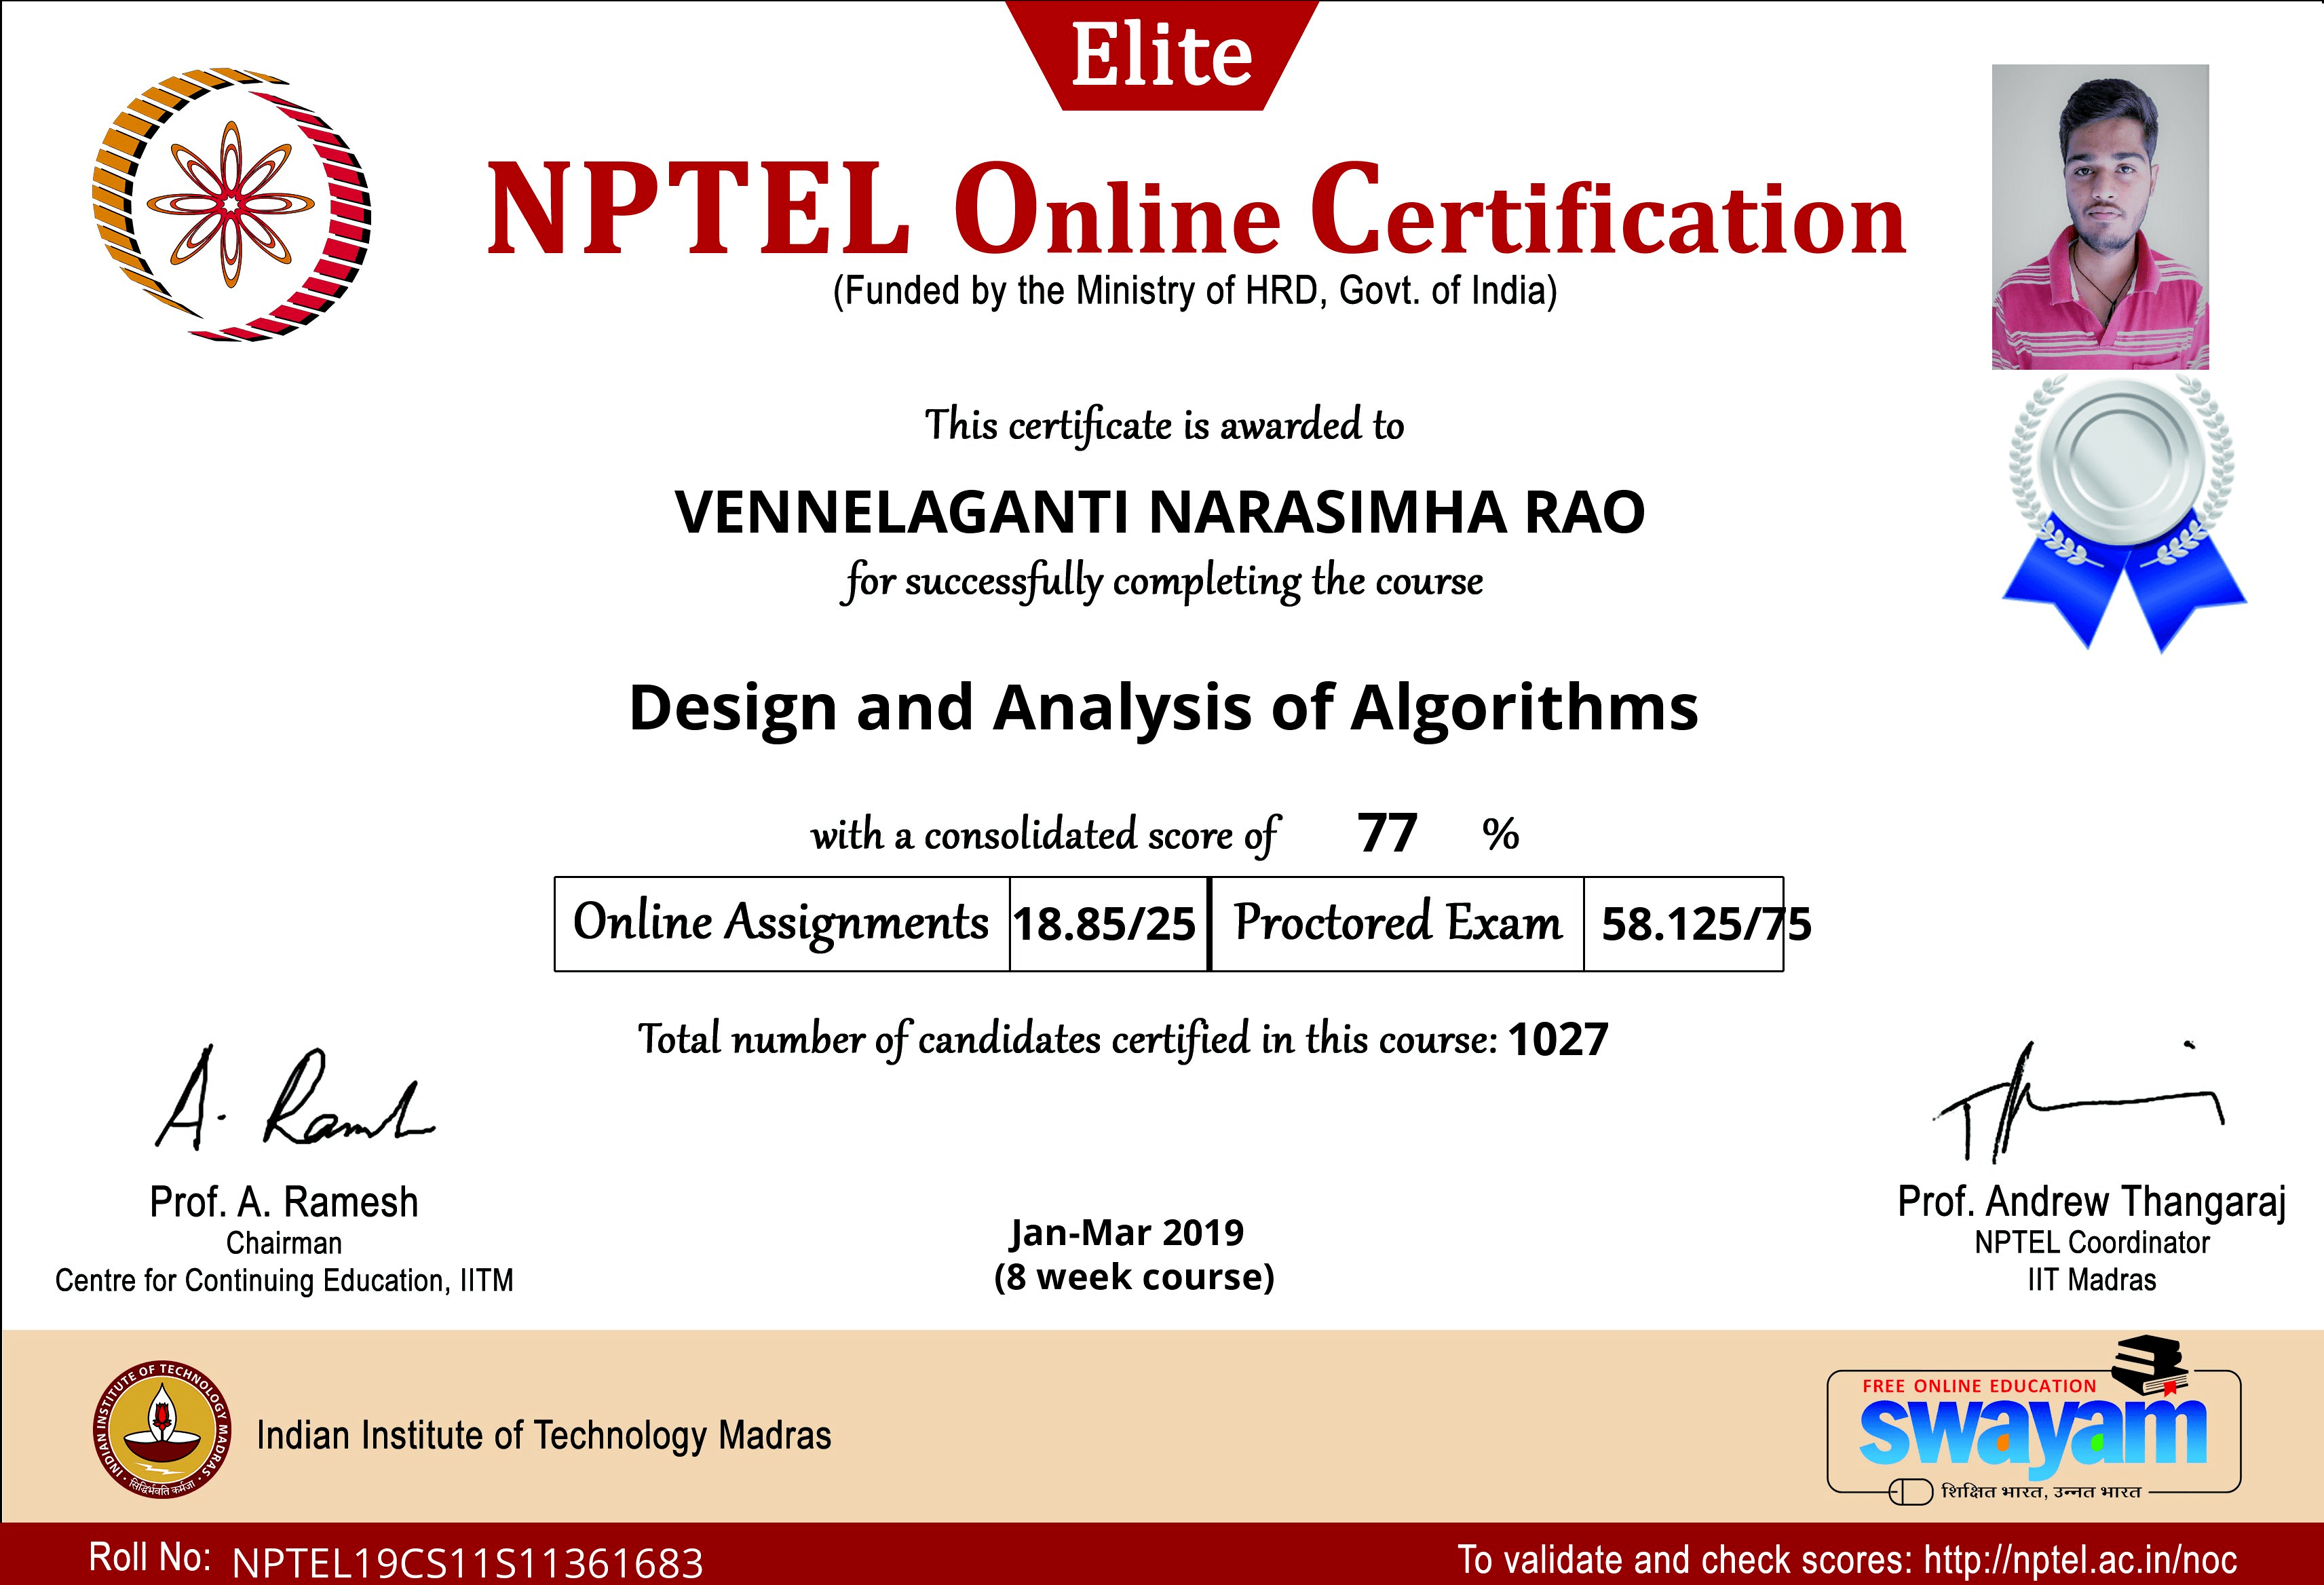 Elite
NPTEL Online Certification
(Funded by the Ministry of HRD, Govt. of India)
This certificate is awarded to
VENNELAGANTI NARASIMHA RAO
for successfully completing the course
Design and Analysis of Algorithms
with a consolidated score of 77 %
Online Assignments 18.85/25 Proctored Exam 58.125/75
Total number of candidates certified in this course: 1027
A. Ramesh
Prof. A. Ramesh
Chairman
Centre for Continuing Education, IITM
Jan-Mar 2019
(8 week course)
Prof. Andrew Thangaraj
NPTEL Coordinator
IIT Madras
INDIAN INSTITUTE OF TECHNOLOGY MADRAS
सिद्धिर्भवति कर्मजा
Indian Institute of Technology Madras
FREE ONLINE EDUCATION
swayam
शिक्षित भारत, उन्नत भारत
Roll No: NPTEL19CS11S11361683
To validate and check scores: http://nptel.ac.in/noc